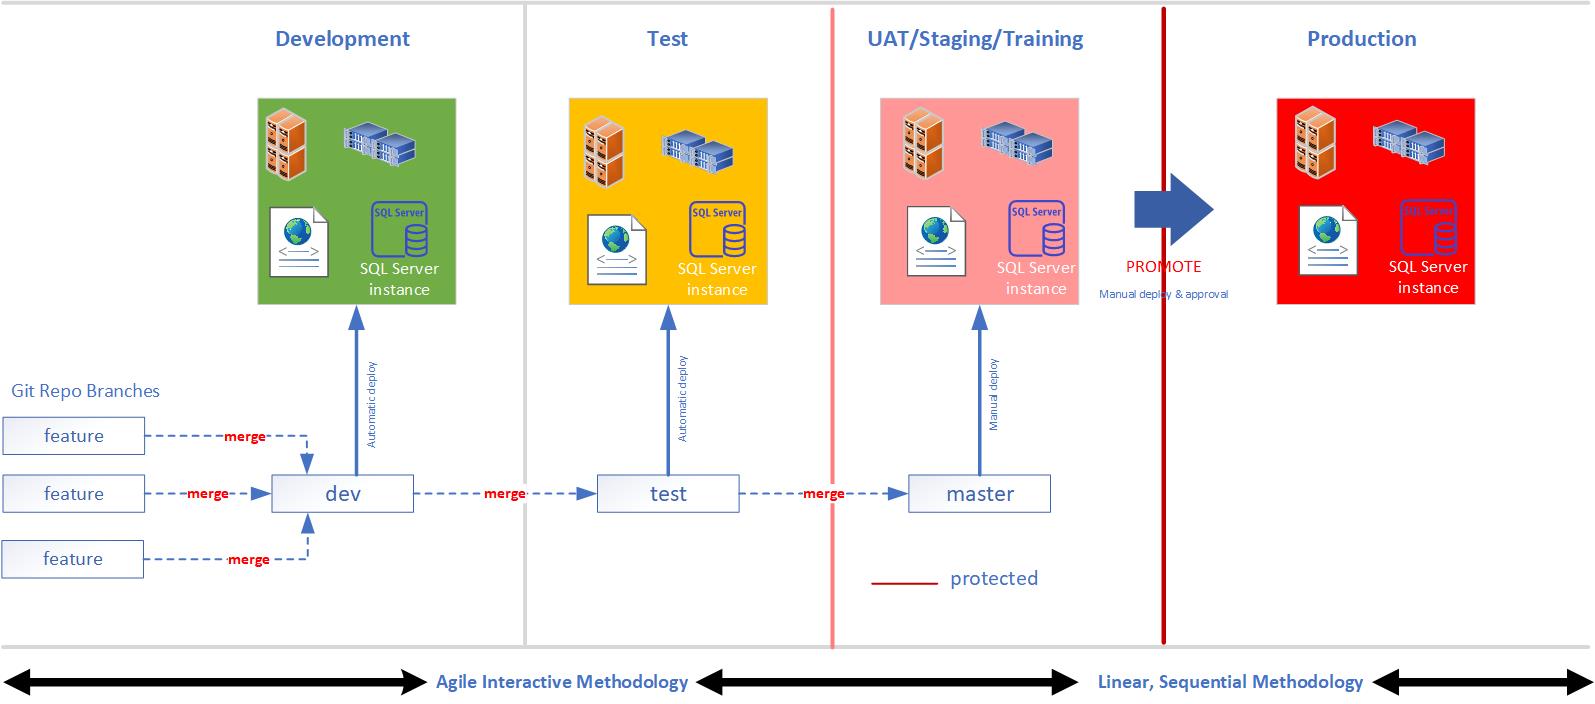 Development
Test
UAT/Staging/Training
Production
SQL Server
SQL Server
instance
SQL Server
SQL Server
instance
SQL Server
SQL Server
instance
PROMOTE
Manual deploy & approval
SQL Server
SQL Server
instance
Automatic deploy
Automatic deploy
Manual deploy
Git Repo Branches
feature
merge
feature
merge
dev
merge
test
merge
master
feature
merge
protected
Agile Interactive Methodology
Linear, Sequential Methodology